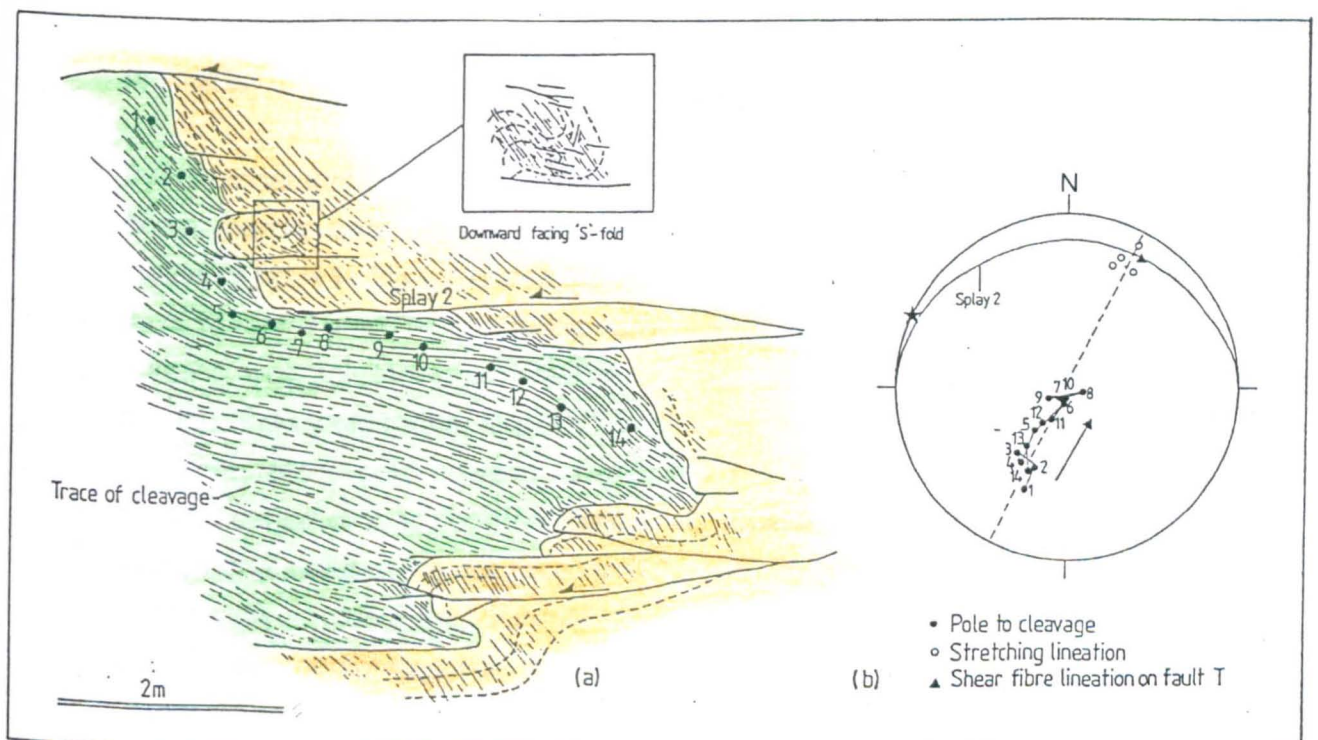 1
2
3
4
5
6
7
8
9
10
11
12
13
14
Splay 2
Downward facing 'S'-fold
Trace of cleavage
2m
(a)
N
Splay 2
7
10
8
9
6
12
11
5
13
3
4
2
14
1
(b)
Pole to cleavage
Stretching lineation
Shear fibre lineation on fault T